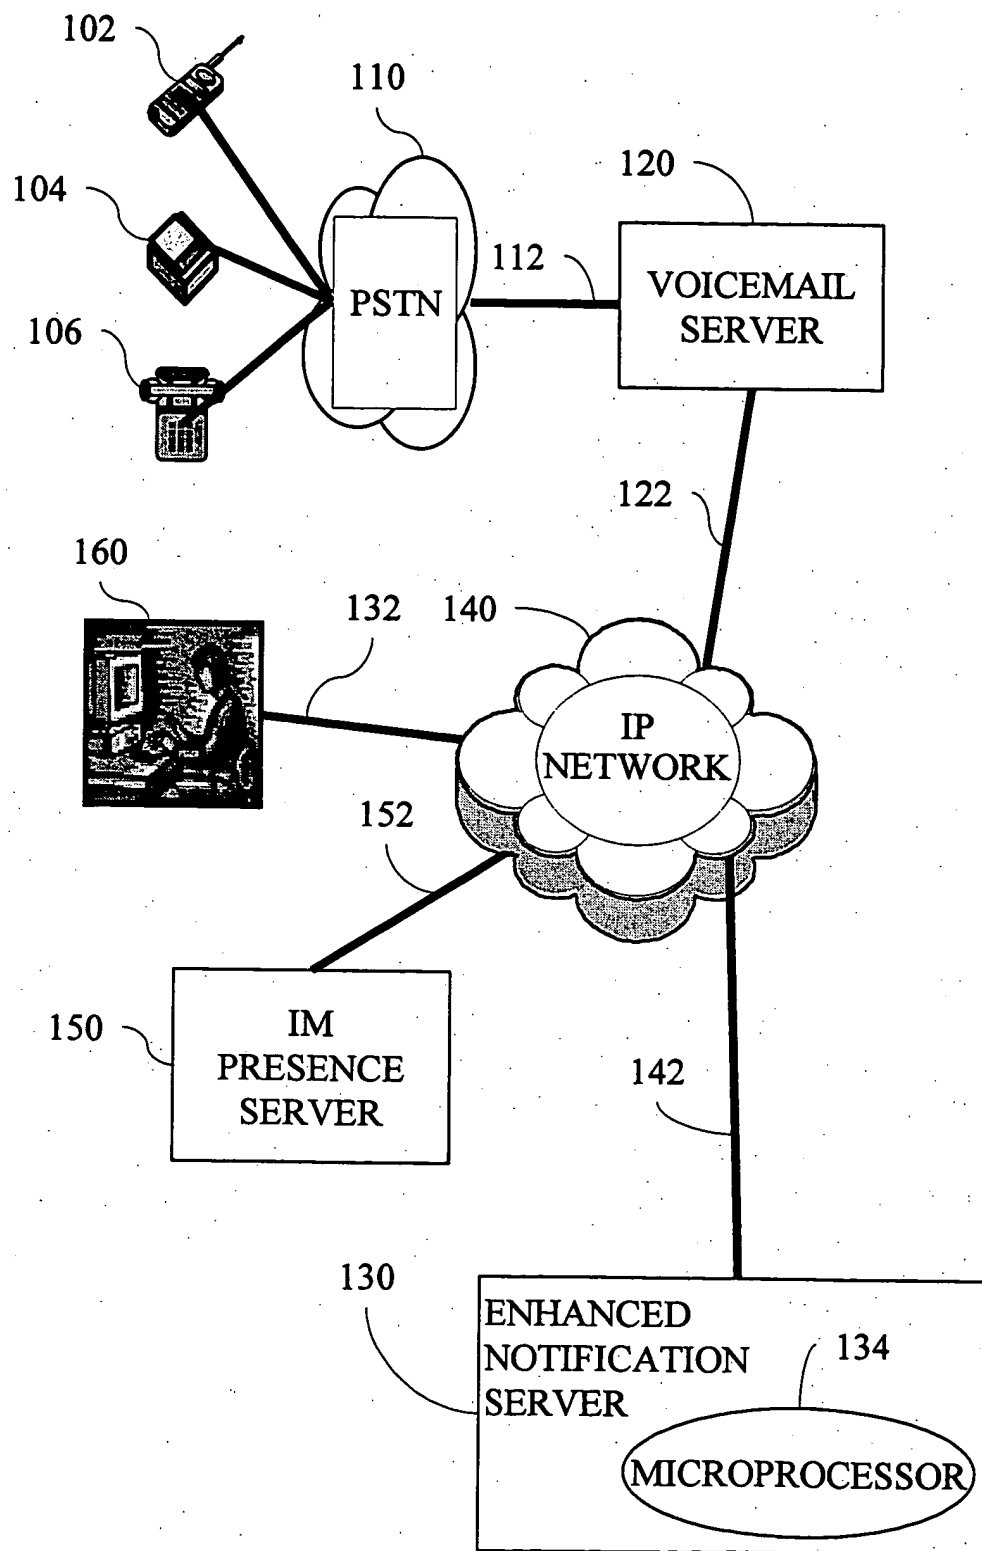 102
110
104
120
112
PSTN
VOICEMAIL
SERVER
106
122
160
132
140
IP
NETWORK
152
150
IM
PRESENCE
SERVER
142
130
ENHANCED
NOTIFICATION
SERVER
134
MICROPROCESSOR